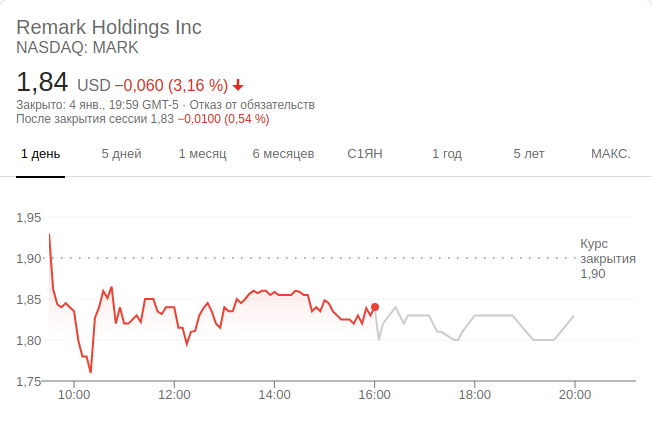 Remark Holdings Inc
NASDAQ: MARK
1,84 USD −0,060 (3,16 %)
Закрыто: 4 янв., 19:59 GMT-5 · Отказ от обязательств
После закрытия сессии 1,83 −0,0100 (0,54 %)
1 день 5 дней 1 месяц 6 месяцев С1ЯН 1 год 5 лет МАКС.
1,95
1,90
1,85
1,80
1,75
Курс
закрытия
1,90
10:00 12:00 14:00 16:00 18:00 20:00